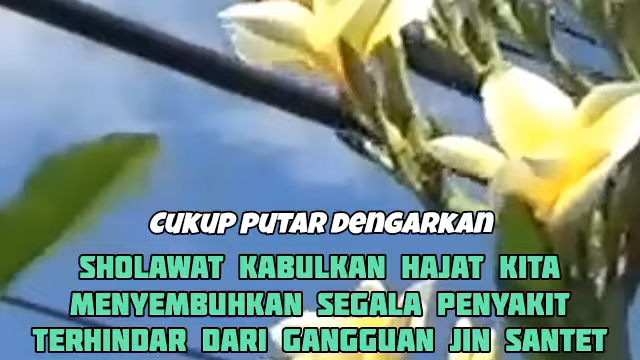 CUKUP PUTAR DENGARKAN
SHOLAWAT KABULKAN HAJAT KITA
MENYEMBUHKAN SEGALA PENYAKIT
TERHINDAR DARI GANGGUAN JIN SANTET